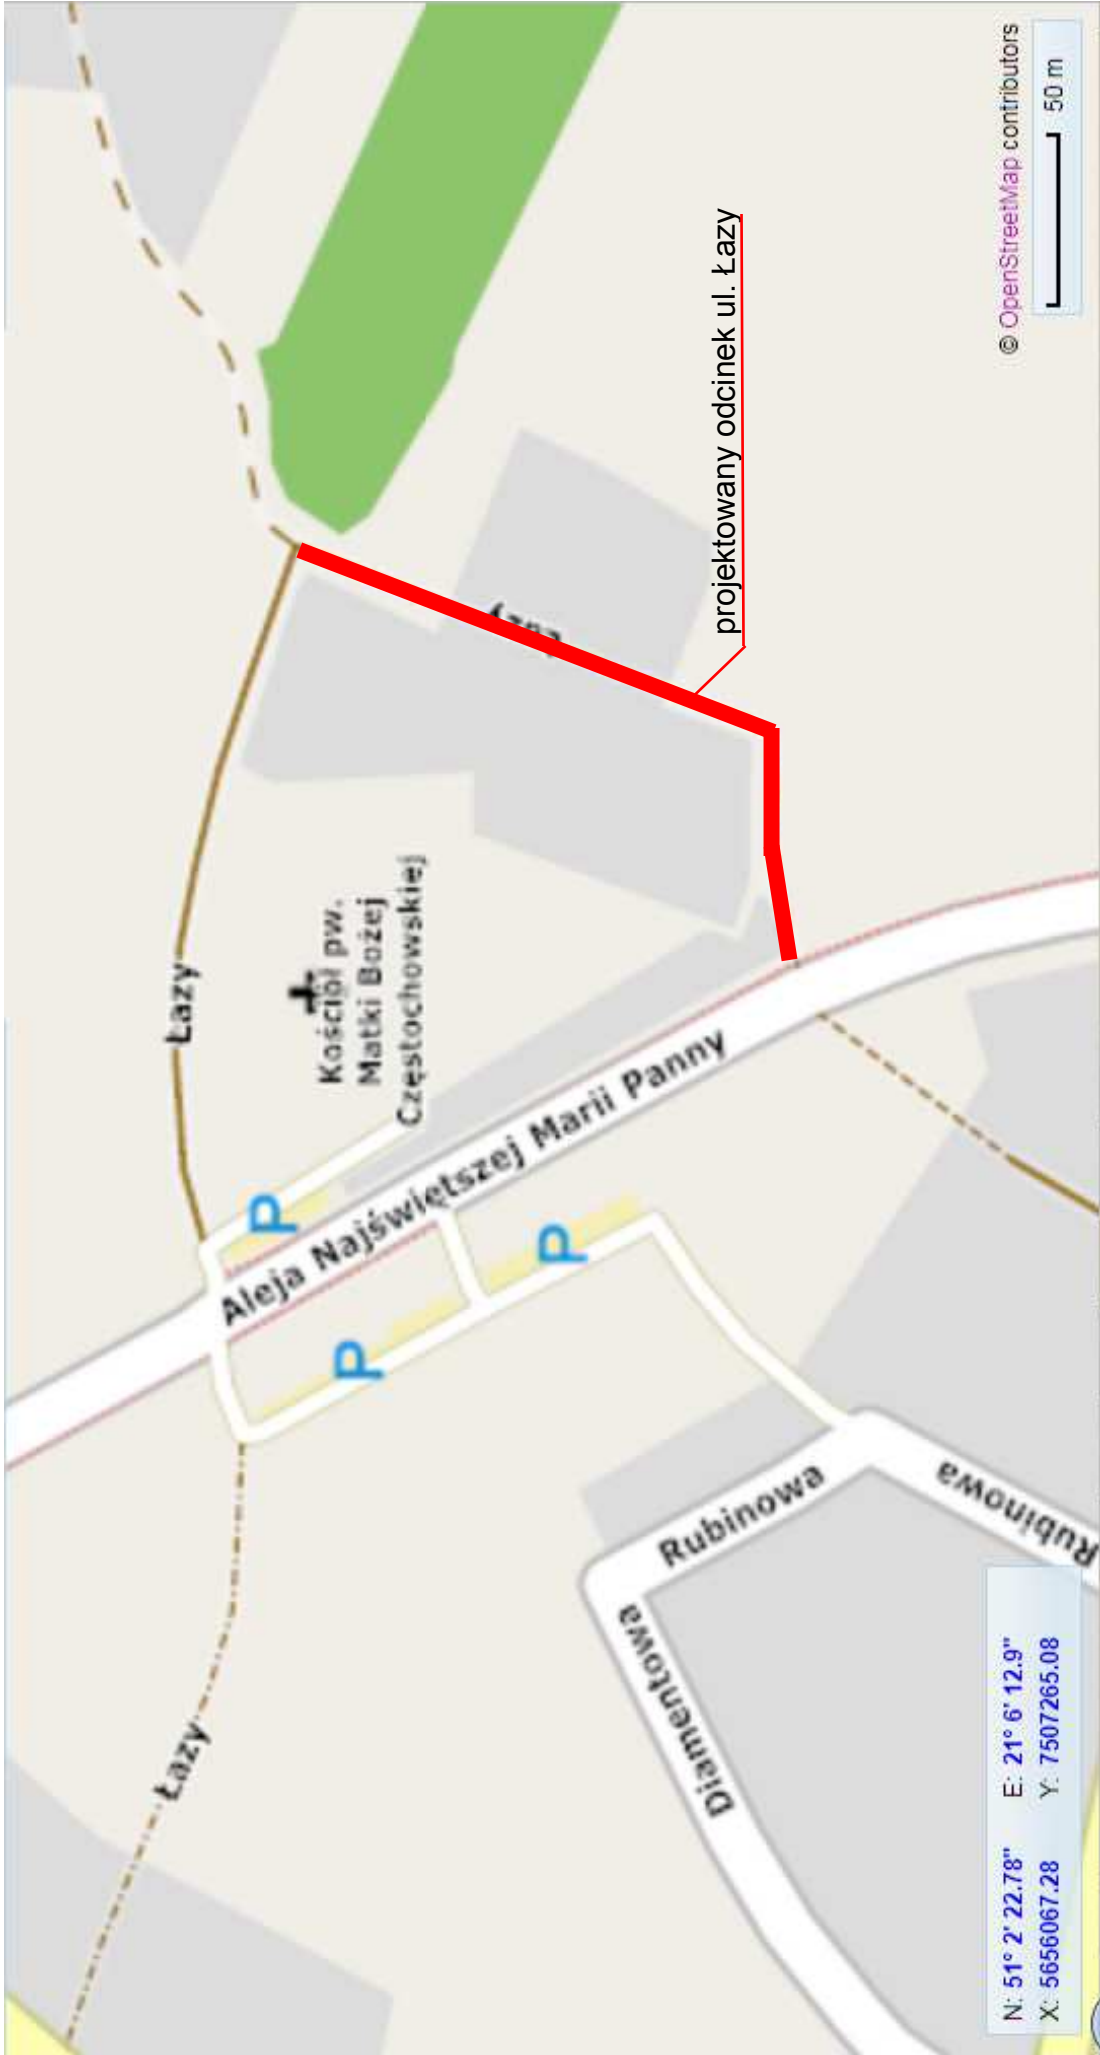 Łazy
Łazy
Kościół pw.
Matki Bożej
Częstochowskiej
P
P
P
Aleja Najświętszej Marii Panny
Łazy
projektowany odcinek ul. Łazy
Rubinowa
Rubinowa
Diamentowa
N: 51° 2' 22.78" E: 21° 6' 12.9"
X: 5656067.28 Y: 7507265.08
© OpenStreetMap contributors
50 m